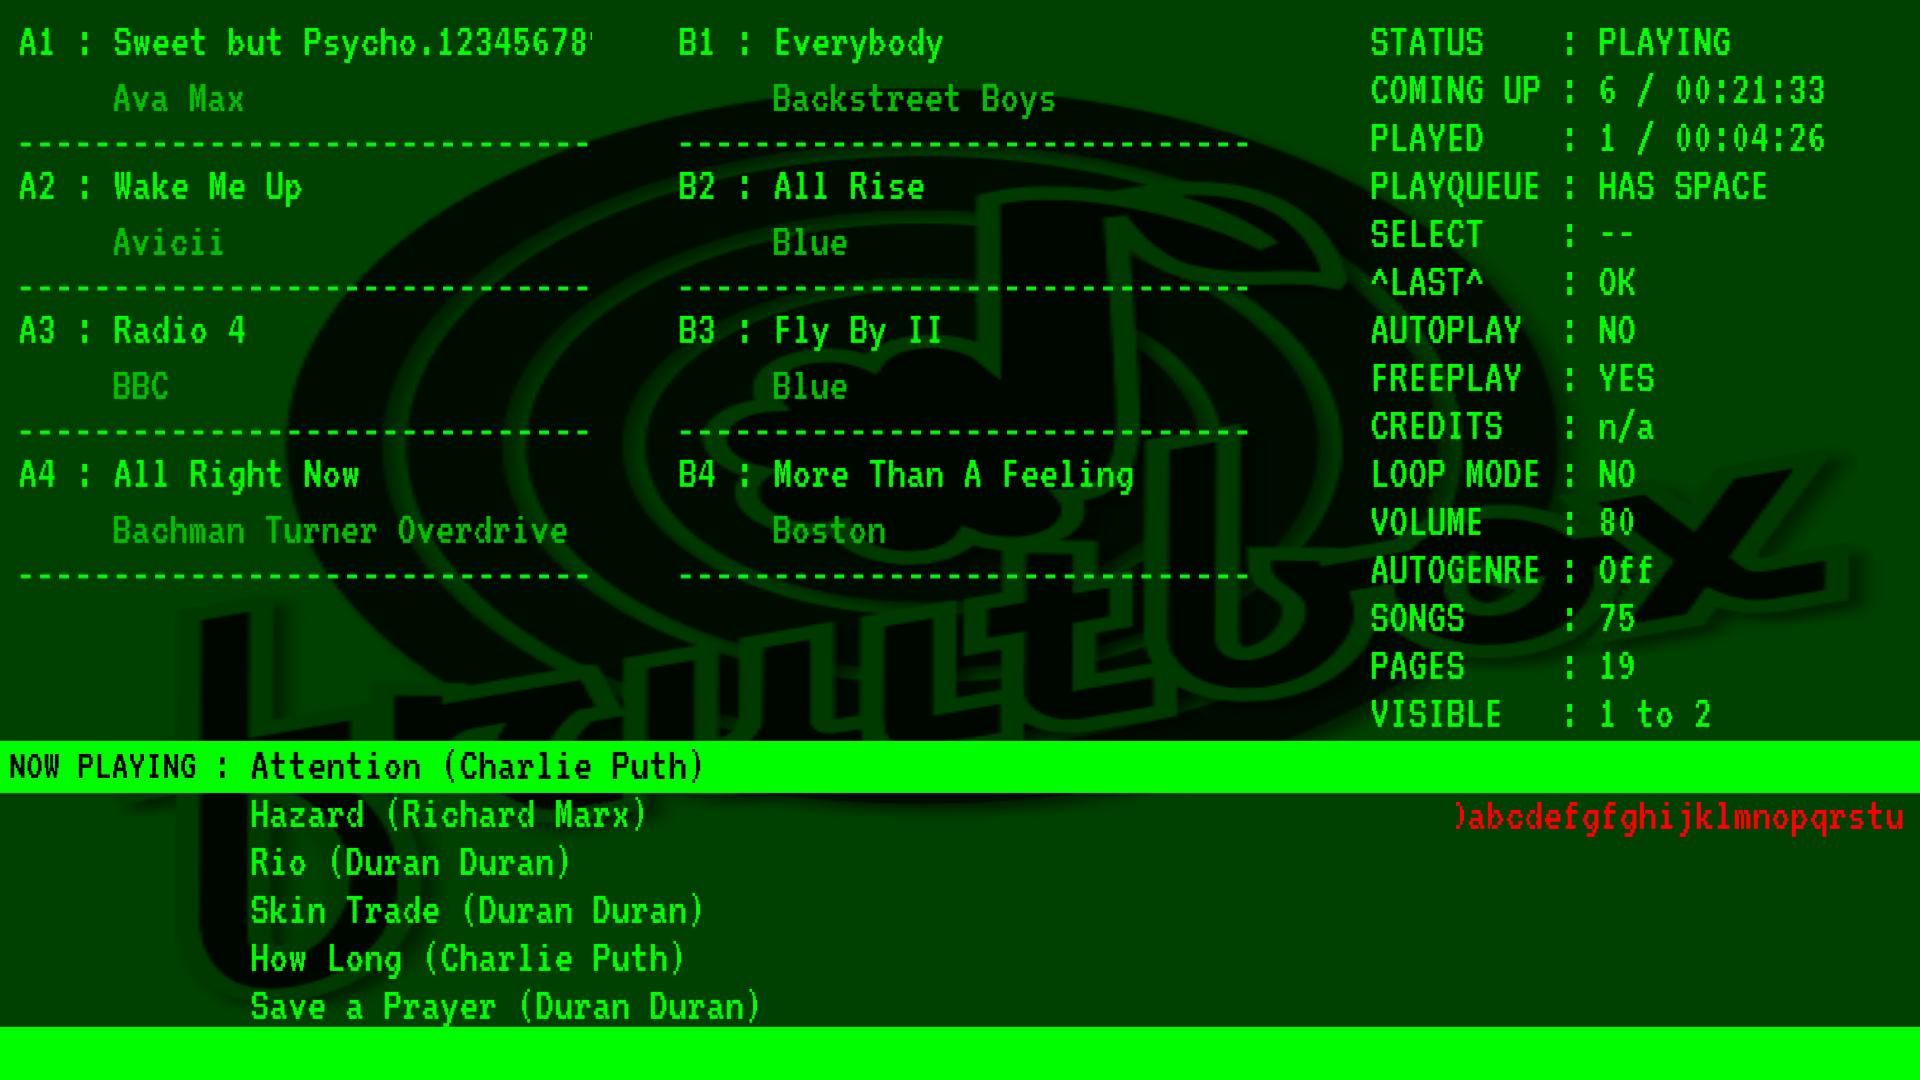 A1 : Sweet but Psycho.12345678
Ava Max
------------------------------
A2 : Wake Me Up
Avicii
------------------------------
A3 : Radio 4
BBC
------------------------------
A4 : All Right Now
Bachman Turner Overdrive
------------------------------
B1 : Everybody
Backstreet Boys
------------------------------
B2 : All Rise
Blue
------------------------------
B3 : Fly By II
Blue
------------------------------
B4 : More Than A Feeling
Boston
------------------------------
STATUS : PLAYING
COMING UP : 6 / 00:21:33
PLAYED : 1 / 00:04:26
PLAYQUEUE : HAS SPACE
SELECT : --
^LAST^ : OK
AUTOPLAY : NO
FREEPLAY : YES
CREDITS : n/a
LOOP MODE : NO
VOLUME : 80
AUTOGENRE : Off
SONGS : 75
PAGES : 19
VISIBLE : 1 to 2
bzultbox
NOW PLAYING : Attention (Charlie Puth)
Hazard (Richard Marx)
)abcdefgfghijklmnopqrstu
Rio (Duran Duran)
Skin Trade (Duran Duran)
How Long (Charlie Puth)
Save a Prayer (Duran Duran)